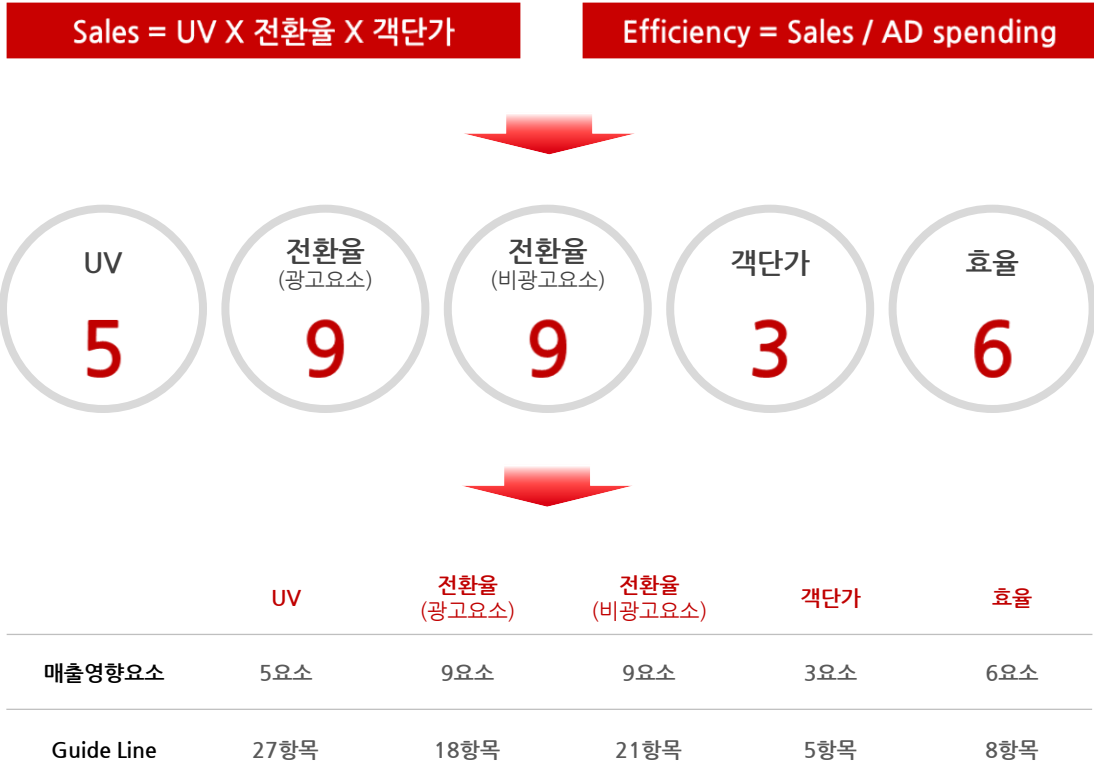 Sales = UV X 전환율 X 객단가
Efficiency = Sales / AD spending
UV
5
전환율
(광고요소)
9
전환율
(비광고요소)
9
객단가
3
효율
6
UV
전환율
(광고요소)
전환율
(비광고요소)
객단가
효율
매출영향요소 5요소 9요소 9요소 3요소 6요소
Guide Line 27항목 18항목 21항목 5항목 8항목